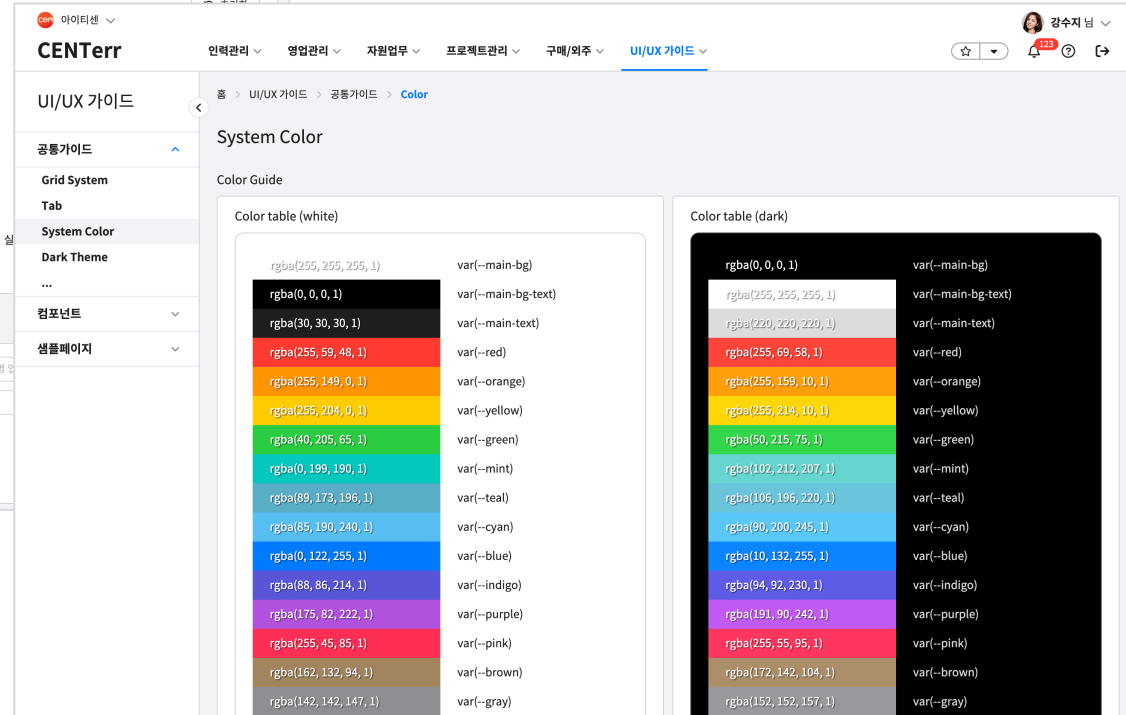 아이티센
강수지 님
CENTerr
인력관리
영업관리
자원업무
프로젝트관리
구매/외주
UI/UX 가이드
123
UI/UX 가이드
홈 > UI/UX 가이드 > 공통가이드 > Color
공통가이드
Grid System
Tab
System Color
Dark Theme
...
컴포넌트
샘플페이지
실
System Color
Color Guide
Color table (white)
rgba(255, 255, 255, 1) var(--main-bg)
rgba(0, 0, 0, 1) var(--main-bg-text)
rgba(30, 30, 30, 1) var(--main-text)
rgba(255, 59, 48, 1) var(--red)
rgba(255, 149, 0, 1) var(--orange)
rgba(255, 204, 0, 1) var(--yellow)
rgba(40, 205, 65, 1) var(--green)
rgba(0, 199, 190, 1) var(--mint)
rgba(89, 173, 196, 1) var(--teal)
rgba(85, 190, 240, 1) var(--cyan)
rgba(0, 122, 255, 1) var(--blue)
rgba(88, 86, 214, 1) var(--indigo)
rgba(175, 82, 222, 1) var(--purple)
rgba(255, 45, 85, 1) var(--pink)
rgba(162, 132, 94, 1) var(--brown)
rgba(142, 142, 147, 1) var(--gray)
Color table (dark)
rgba(0, 0, 0, 1) var(--main-bg)
rgba(255, 255, 255, 1) var(--main-bg-text)
rgba(220, 220, 220, 1) var(--main-text)
rgba(255, 69, 58, 1) var(--red)
rgba(255, 159, 10, 1) var(--orange)
rgba(255, 214, 10, 1) var(--yellow)
rgba(50, 215, 75, 1) var(--green)
rgba(102, 212, 207, 1) var(--mint)
rgba(106, 196, 220, 1) var(--teal)
rgba(90, 200, 245, 1) var(--cyan)
rgba(10, 132, 255, 1) var(--blue)
rgba(94, 92, 230, 1) var(--indigo)
rgba(191, 90, 242, 1) var(--purple)
rgba(255, 55, 95, 1) var(--pink)
rgba(172, 142, 104, 1) var(--brown)
rgba(152, 152, 157, 1) var(--gray)